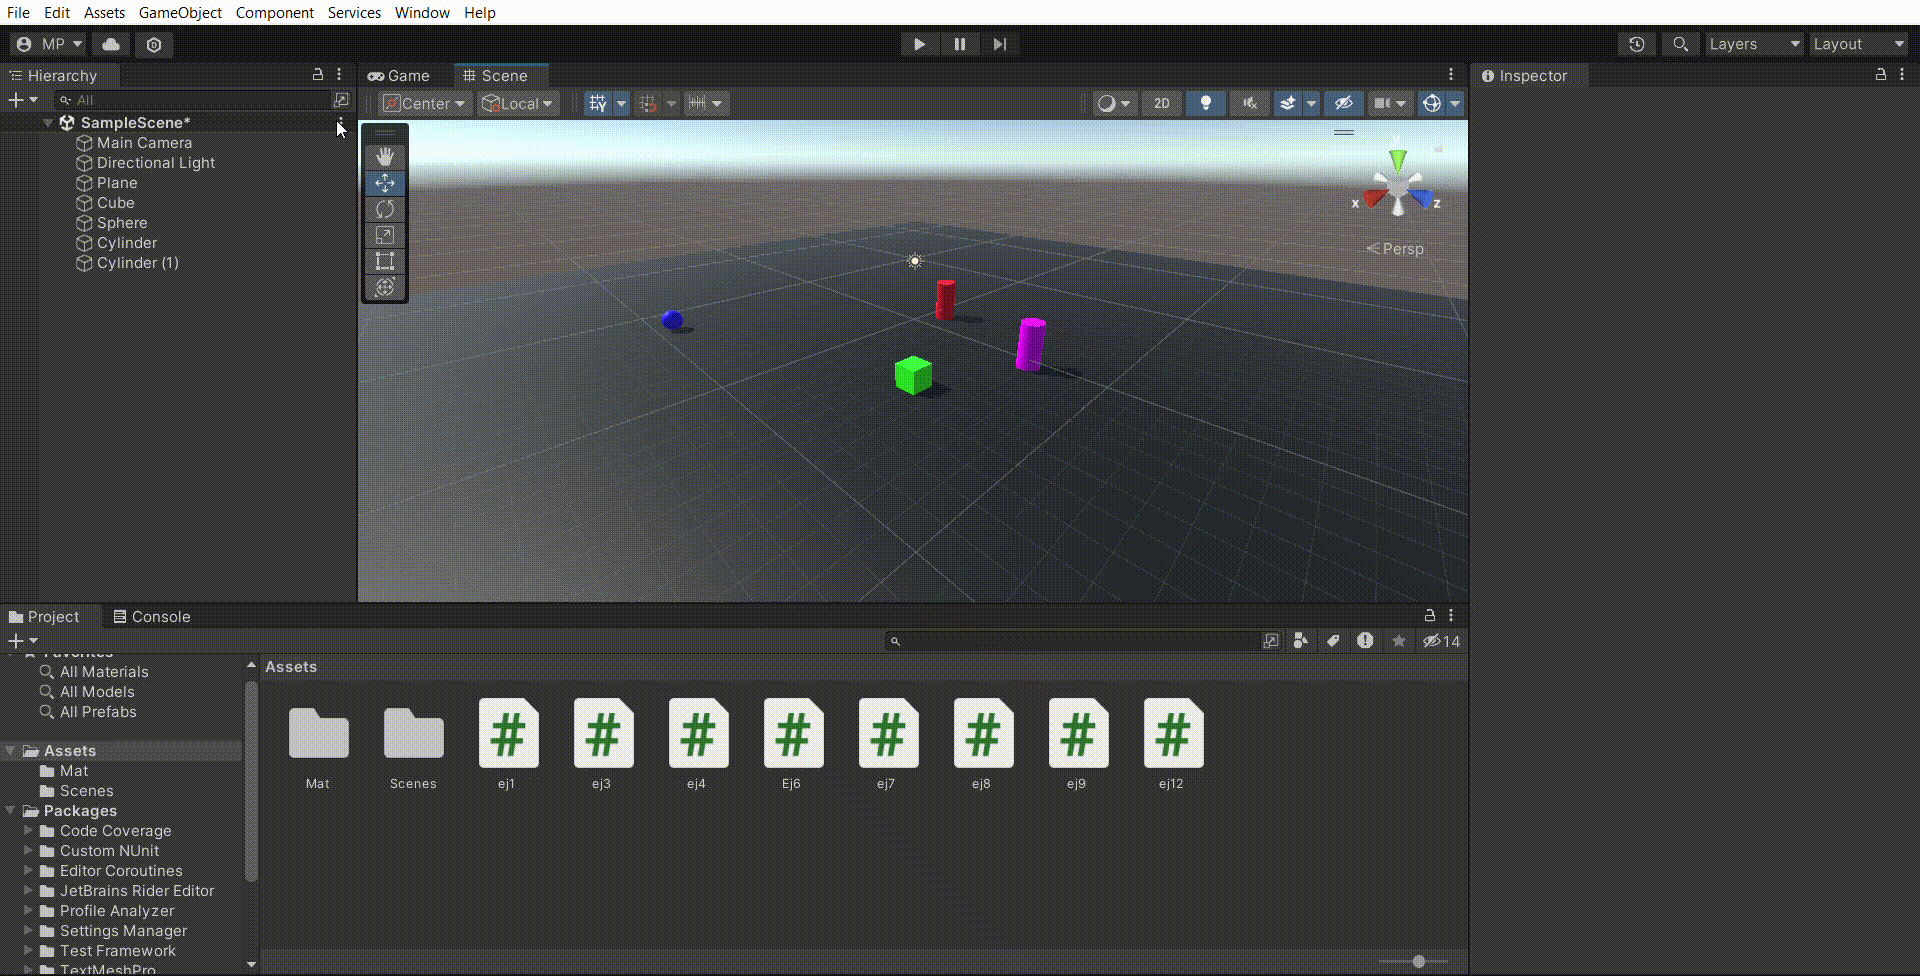 File Edit Assets GameObject Component Services Window Help
MP Layers Layout
Hierarchy
All
SampleScene*
Main Camera
Directional Light
Plane
Cube
Sphere
Cylinder
Cylinder (1)
Game Scene
Center Local 2D
x z
Persp
Inspector
Project Console
14
Favorites
All Materials
All Models
All Prefabs
Assets
Mat
Scenes
Packages
Code Coverage
Custom NUnit
Editor Coroutines
JetBrains Rider Editor
Profile Analyzer
Settings Manager
Test Framework
TextMeshPro
Assets
# # # # # # # #
Mat Scenes ej1 ej3 ej4 Ej6 ej7 ej8 ej9 ej12